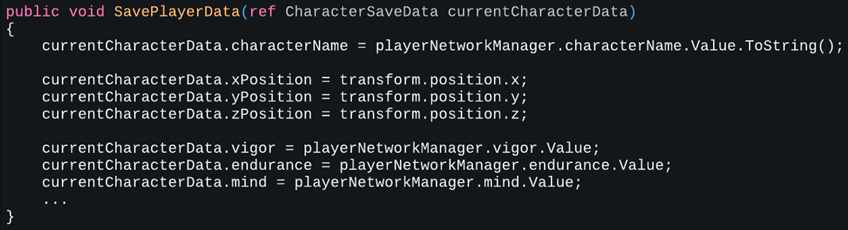 public void SavePlayerData(ref CharacterSaveData currentCharacterData)
{
    currentCharacterData.characterName = playerNetworkManager.characterName.Value.ToString();

    currentCharacterData.xPosition = transform.position.x;
    currentCharacterData.yPosition = transform.position.y;
    currentCharacterData.zPosition = transform.position.z;

    currentCharacterData.vigor = playerNetworkManager.vigor.Value;
    currentCharacterData.endurance = playerNetworkManager.endurance.Value;
    currentCharacterData.mind = playerNetworkManager.mind.Value;
    ...
}